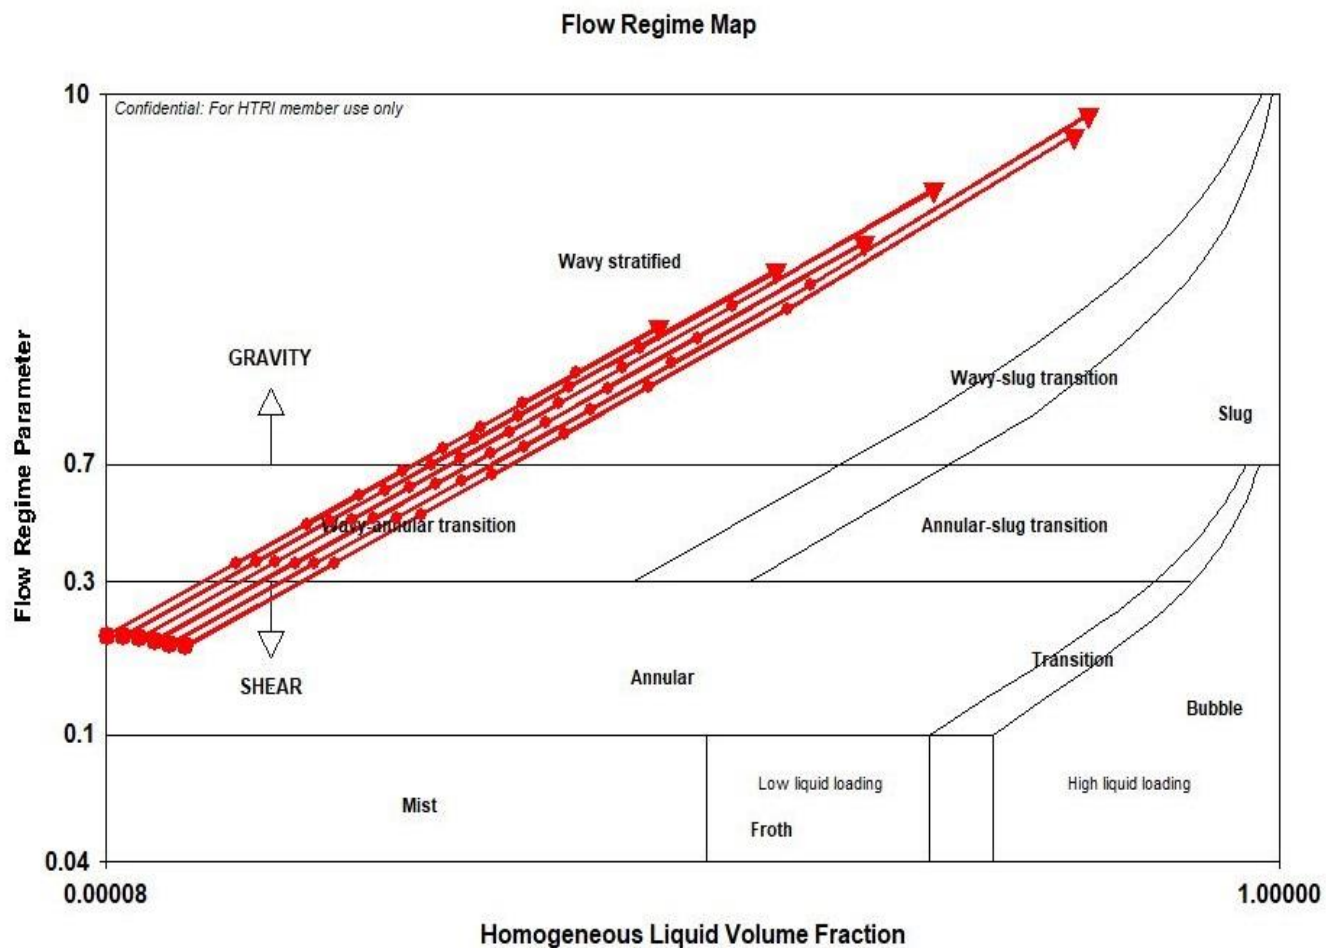 Flow Regime Map
10
Confidential: For HTRI member use only
Wavy stratified
GRAVITY
Wavy-slug transition
Slug
Flow Regime Parameter
0.7
Wavy-annular transition
Annular-slug transition
0.3
Transition
Annular
SHEAR
Bubble
0.1
Low liquid loading
High liquid loading
Mist
Froth
0.04
0.00008
1.00000
Homogeneous Liquid Volume Fraction